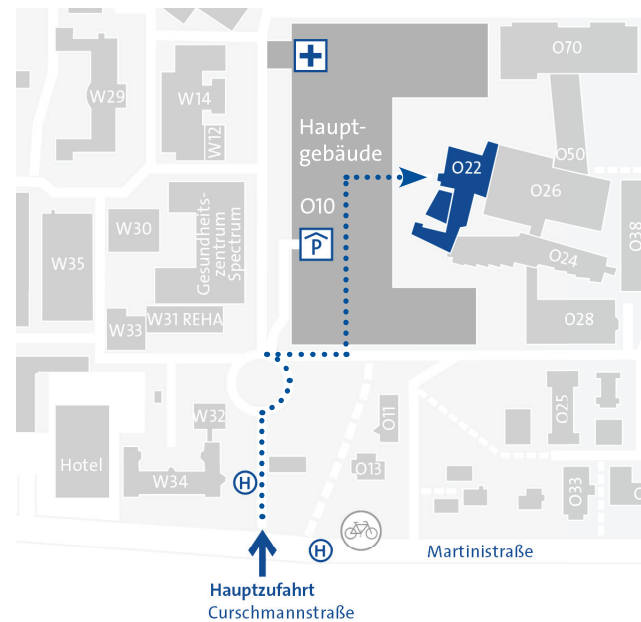 O70
W29
W14
W12
Haupt-
gebäude
O22
O50
O26
O10
P
W30
Gesundheits-
zentrum
Spectrum
W35
O38
O24
W31 REHA
W33
O28
W32
O11
O25
Hotel
W34
O13
O33
H
H
Martinistraße
Hauptzufahrt
Curschmannstraße